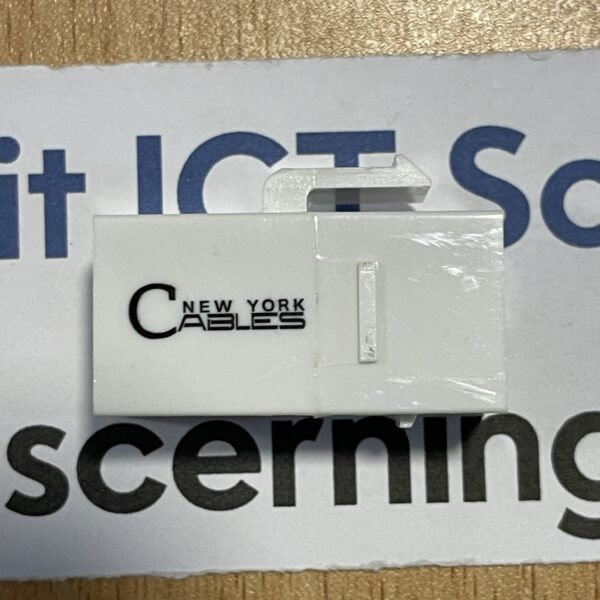 it ICT So
NEW YORK
CABLES
scerning